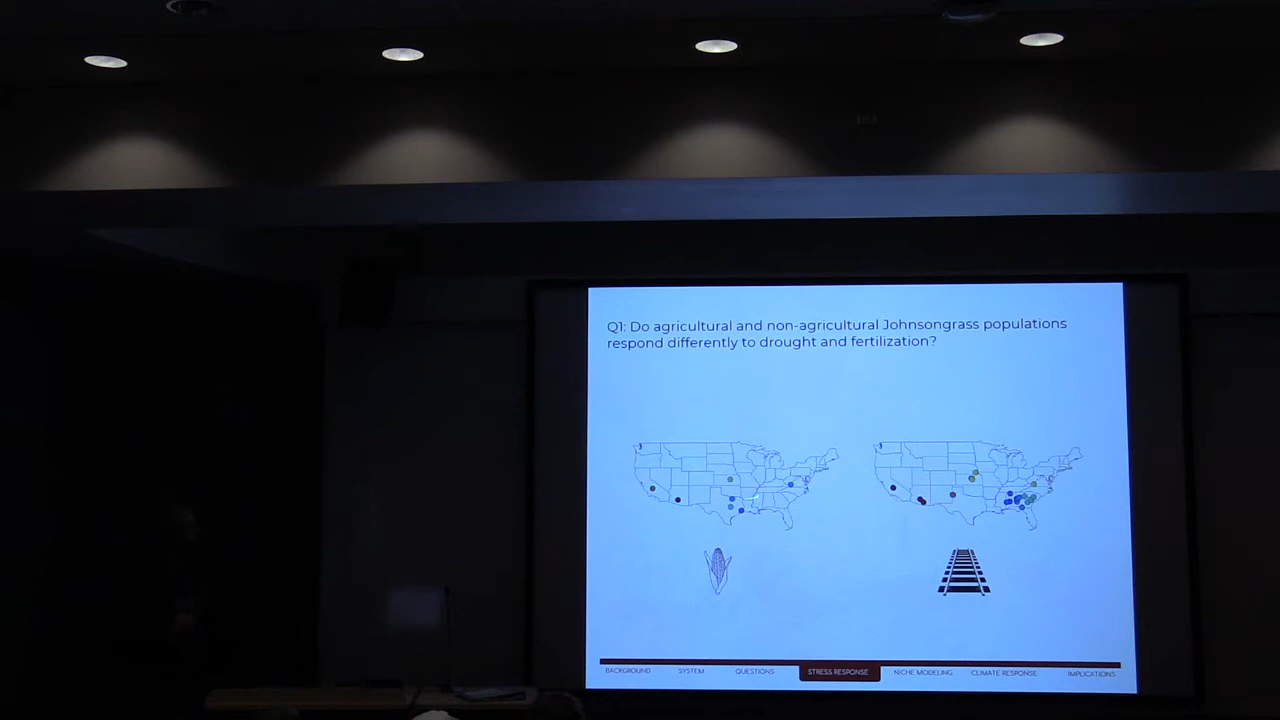 Q1: Do agricultural and non-agricultural Johnsongrass populations
respond differently to drought and fertilization?
BACKGROUND SYSTEM QUESTIONS STRESS RESPONSE NICHE MODELING CLIMATE RESPONSE IMPLICATIONS